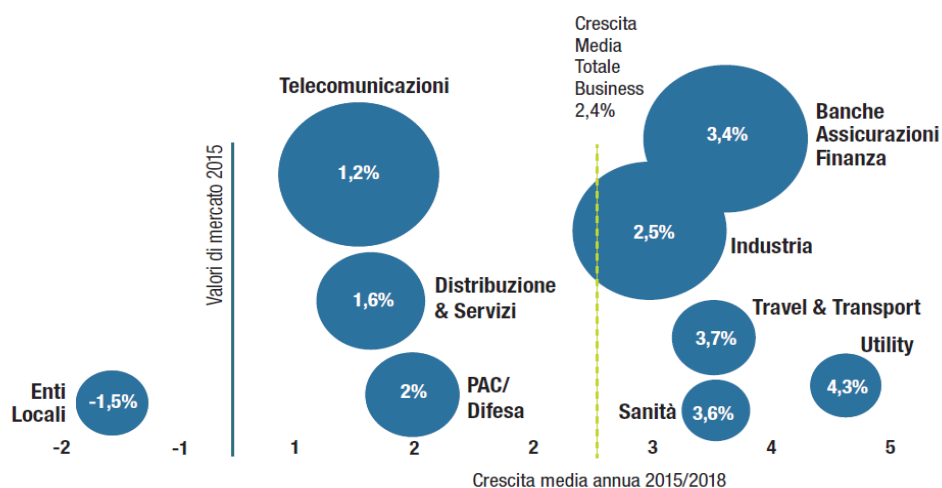 Crescita
Media
Totale
Business
2,4%
Telecomunicazioni
1,2%
Banche
Assicurazioni
Finanza
3,4%
Valori di mercato 2015
2,5%
Industria
Distribuzione
& Servizi
1,6%
Travel & Transport
3,7%
Utility
4,3%
Enti
Locali
-1,5%
PAC/
Difesa
2%
Sanità
3,6%
-2 -1 1 2 2 3 4 5
Crescita media annua 2015/2018